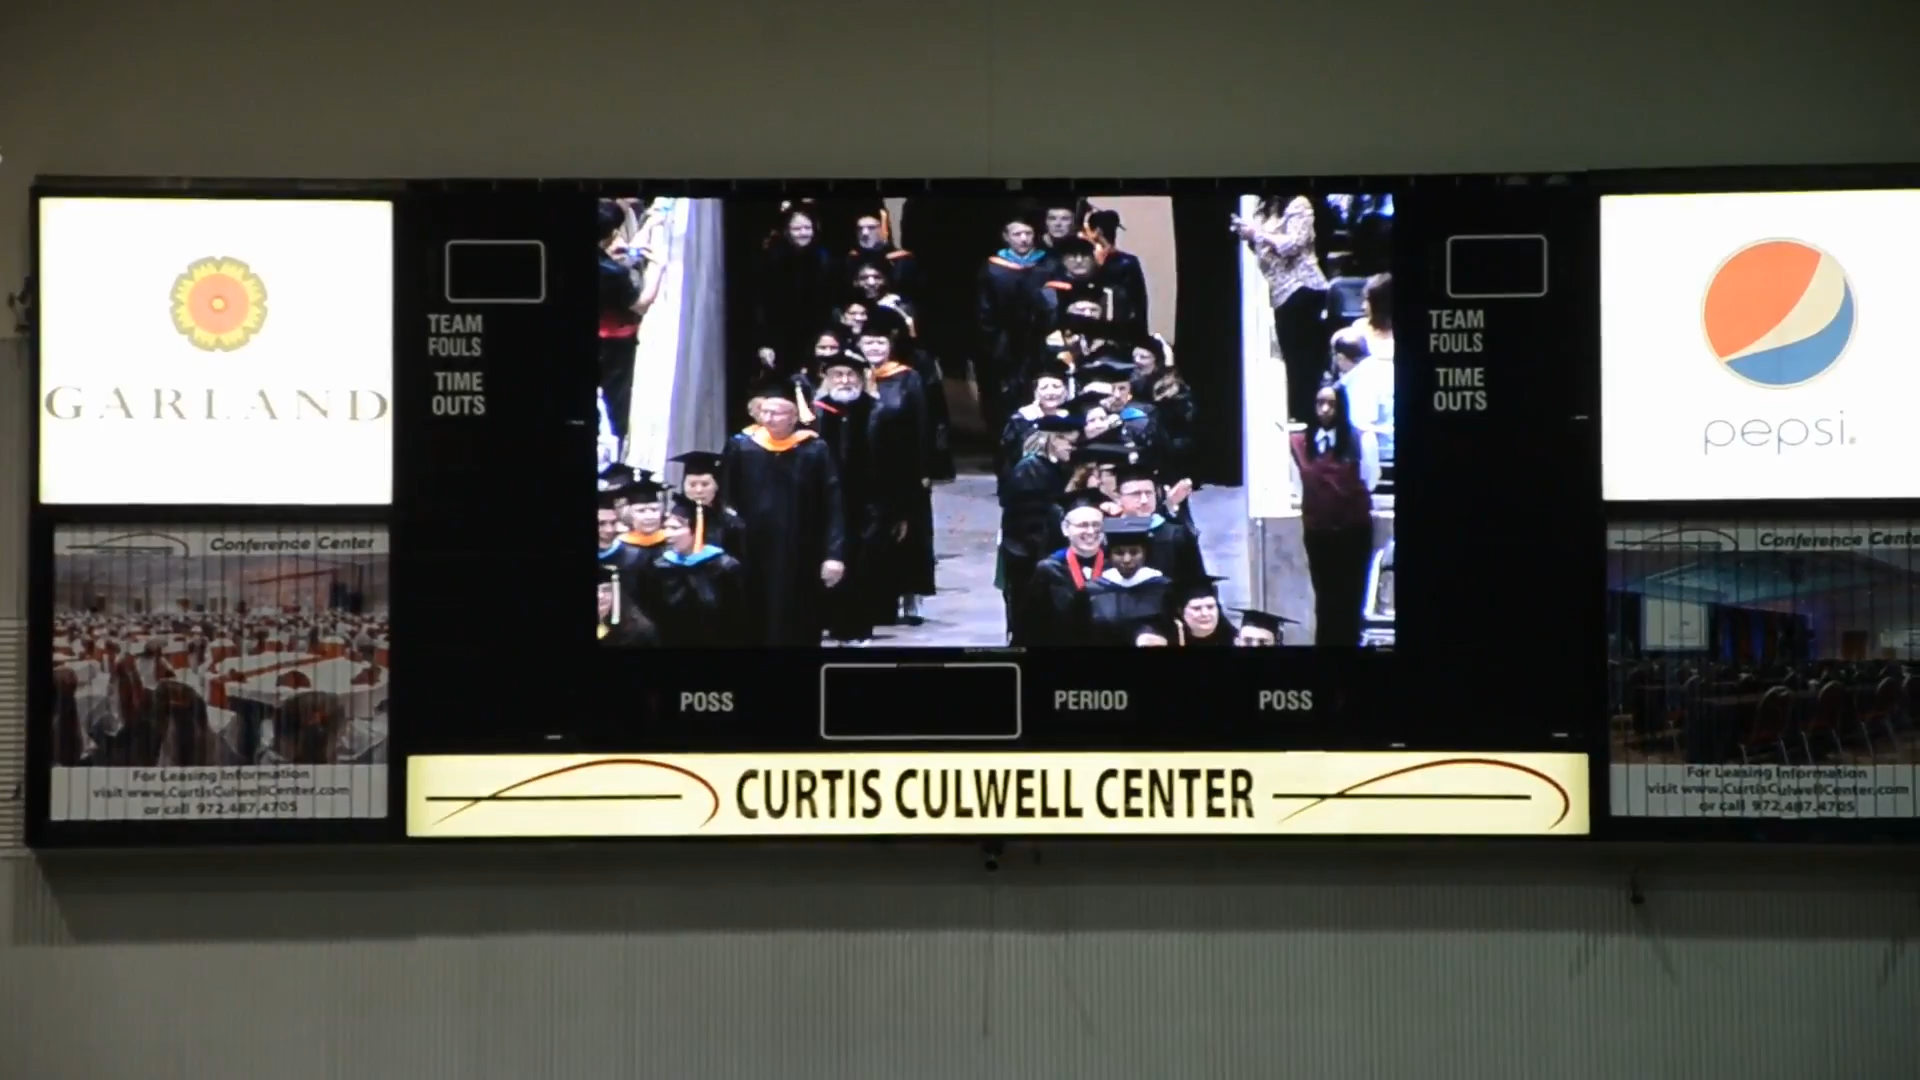 GARLAND
TEAM
FOULS
TIME
OUTS
TEAM
FOULS
TIME
OUTS
pepsi
Conference Center
For Leasing Information
visit www.CurtisCulwellCenter.com
or call 972.487.4705
POSS
PERIOD
POSS
CURTIS CULWELL CENTER
Conference Cente
For Leasing Information
visit www.CurtisCulwellCenter.com
or call 972.487.4705